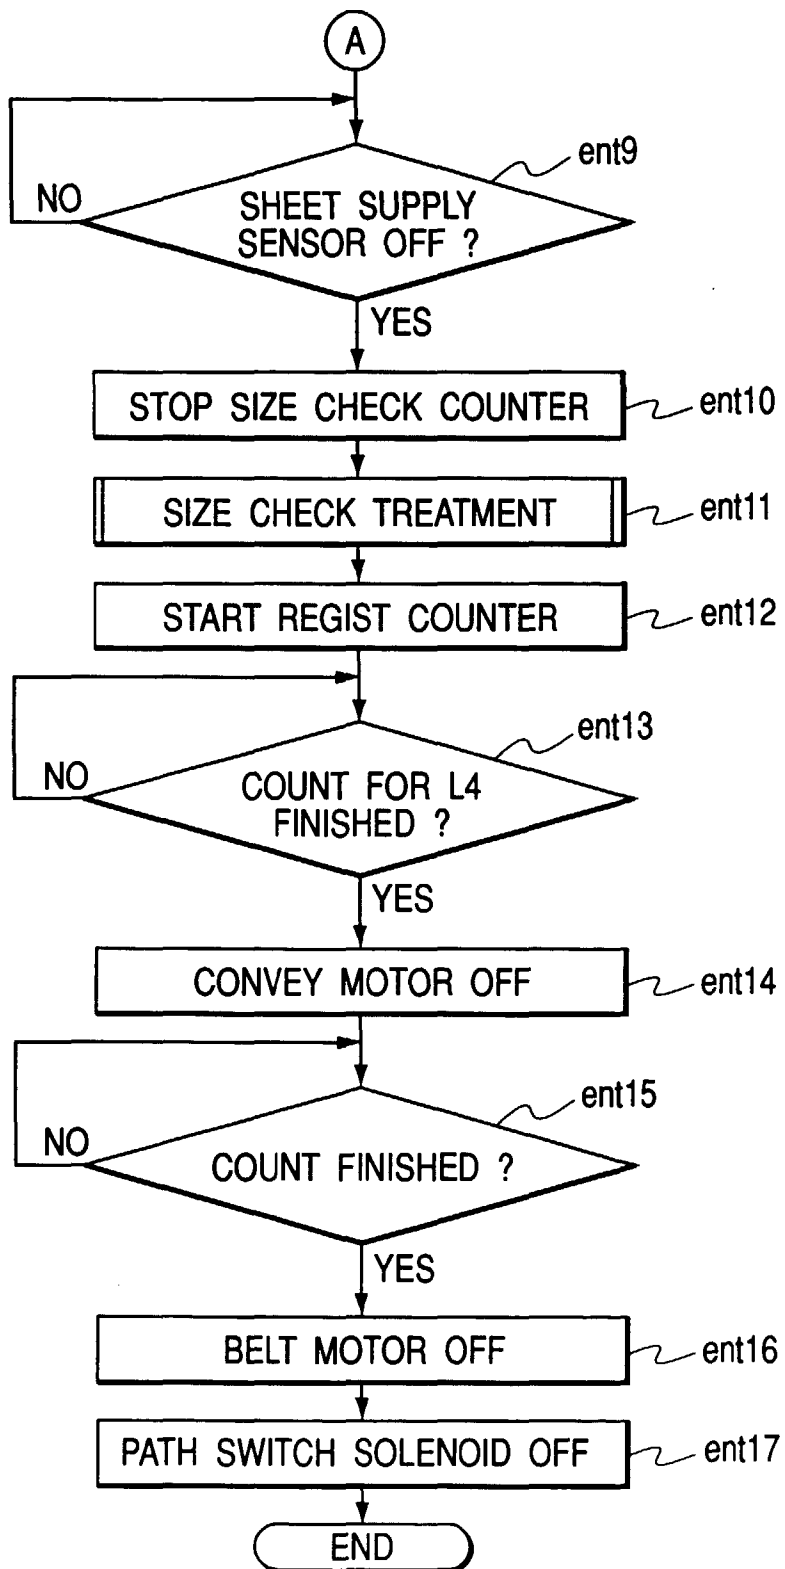 A
ent9
NO
SHEET SUPPLY
SENSOR OFF ?
YES
STOP SIZE CHECK COUNTER
ent10
SIZE CHECK TREATMENT
ent11
START REGIST COUNTER
ent12
ent13
NO
COUNT FOR L4
FINISHED ?
YES
CONVEY MOTOR OFF
ent14
ent15
NO
COUNT FINISHED ?
YES
BELT MOTOR OFF
ent16
PATH SWITCH SOLENOID OFF
ent17
END